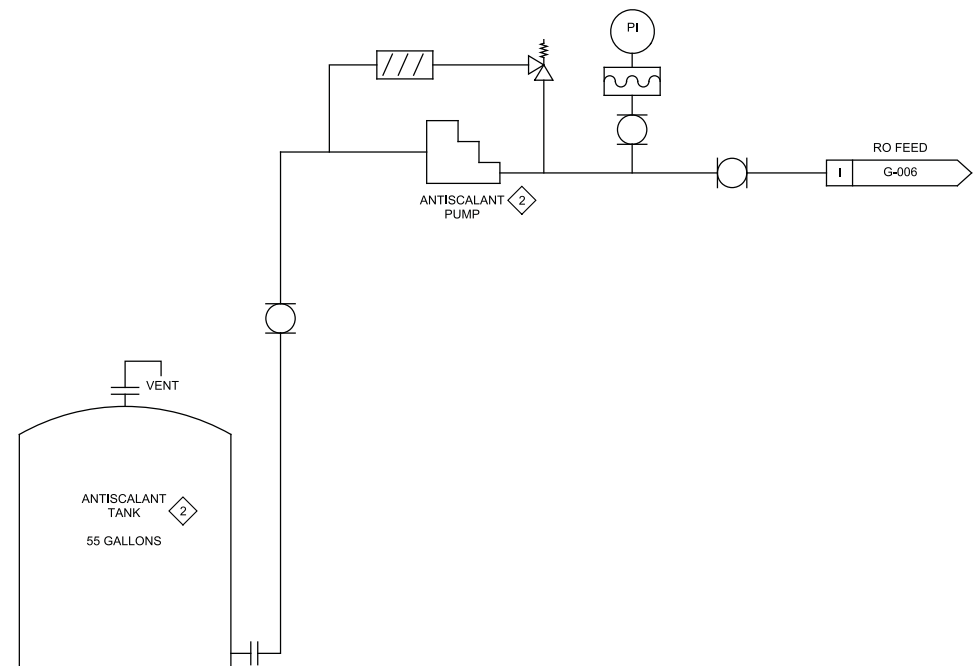 PI
RO FEED
I G-006
ANTISCALANT
PUMP
2
VENT
ANTISCALANT
TANK
2
55 GALLONS